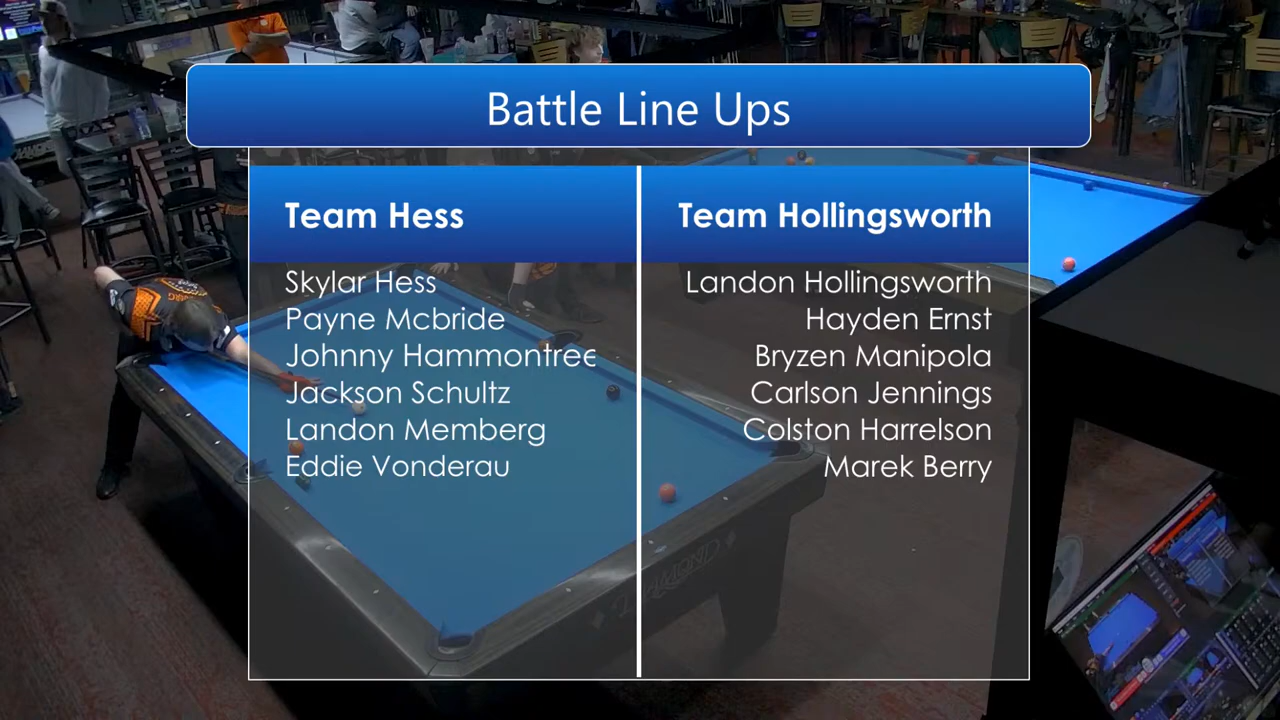 Battle Line Ups
Team Hess
Skylar Hess
Payne Mcbride
Johnny Hammontree
Jackson Schultz
Landon Memberg
Eddie Vonderau
Team Hollingsworth
Landon Hollingsworth
Hayden Ernst
Bryzen Manipola
Carlson Jennings
Colston Harrelson
Marek Berry